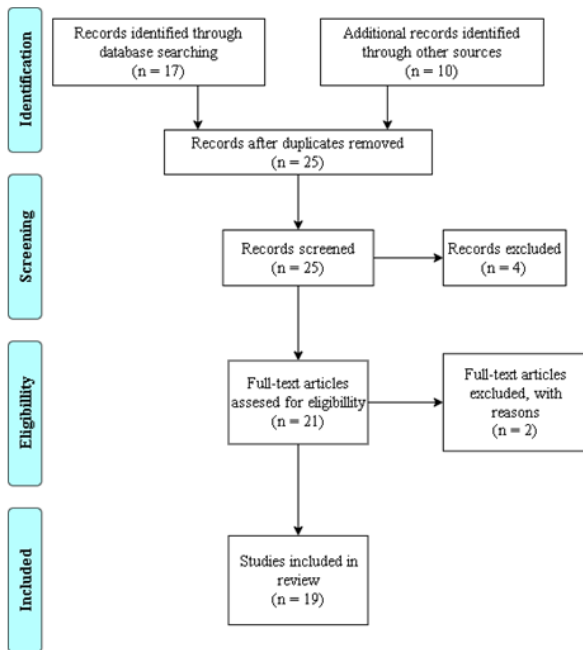 Identification
Records identified through
database searching
(n = 17)
Additional records identified
through other sources
(n = 10)
Records after duplicates removed
(n = 25)
Screening
Records screened
(n = 25)
Records excluded
(n = 4)
Eligibillity
Full-text articles
assesed for eligibillity
(n = 21)
Full-text articles
excluded, with
reasons
(n = 2)
Included
Studies included in
review
(n = 19)